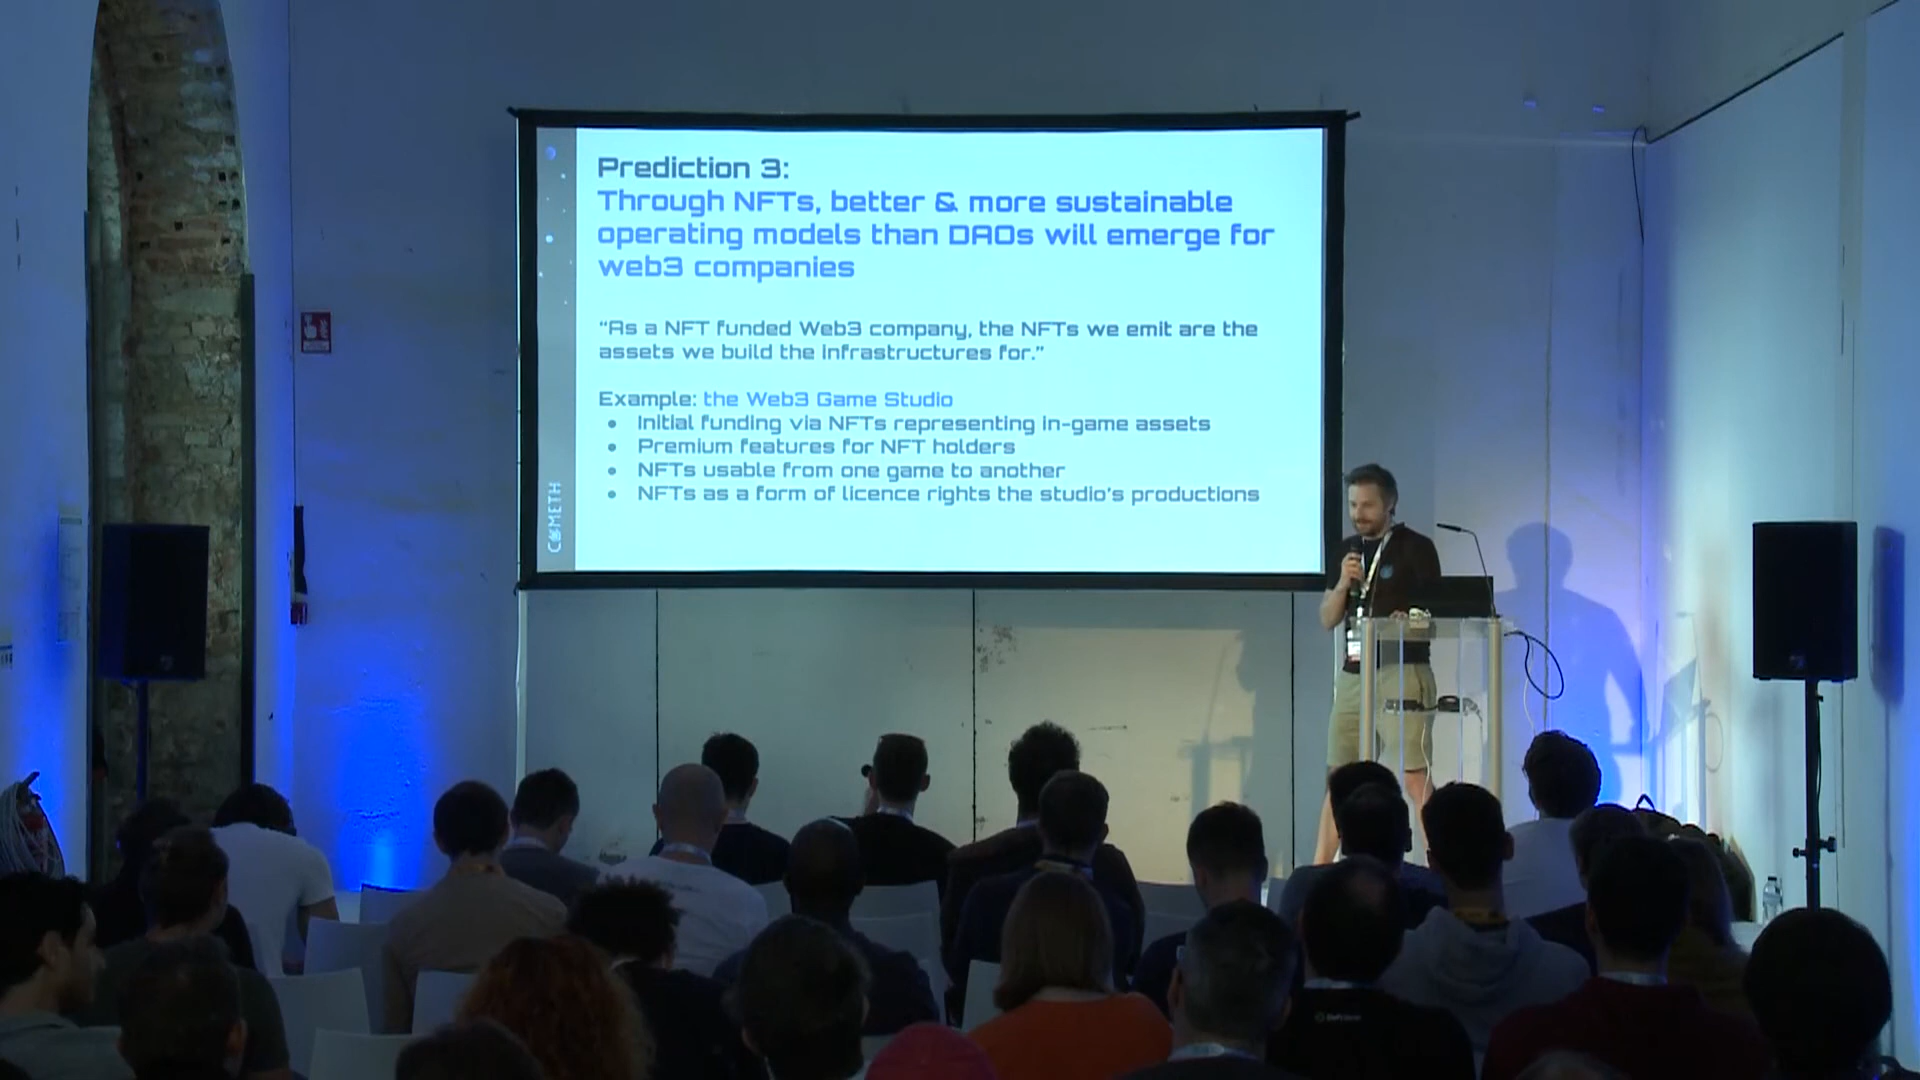 Prediction 3:
Through NFTs, better & more sustainable
operating models than DAOs will emerge for
web3 companies
“As a NFT funded Web3 company, the NFTs we emit are the
assets we build the infrastructures for.”
Example: the Web3 Game Studio
• Initial funding via NFTs representing in-game assets
• Premium features for NFT holders
• NFTs usable from one game to another
• NFTs as a form of licence rights the studio's productions
COMETH